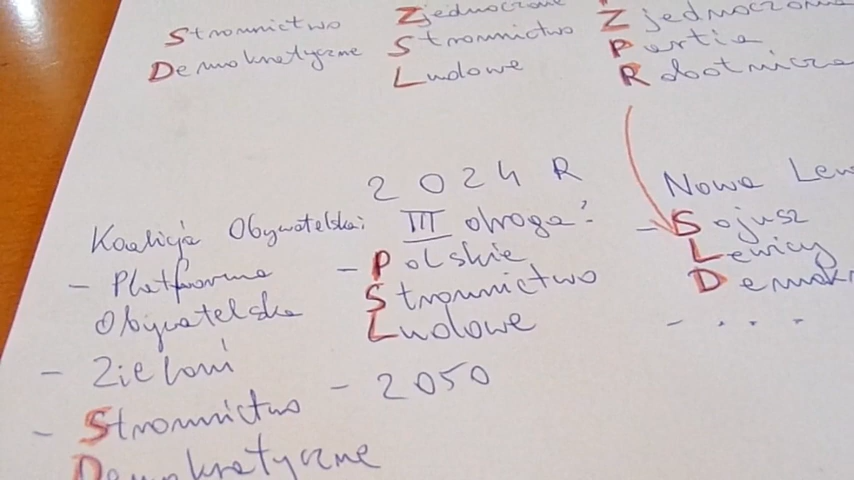 Stronnictwo
Demokratyczne
Zjednoczone
Stronnictwo
Ludowe
Zjednoczona
Partia
Robotnicza
2024 R
Koalicja Obywatelska:
- Platforma
Obywatelska
- Zieloni
- Stronnictwo
Demokratyczne
III droga:
- Polskie
Stronnictwo
Ludowe
- 2050
Nowa Lew
- Sojusz
Lewicy
Demokr
- . . . .